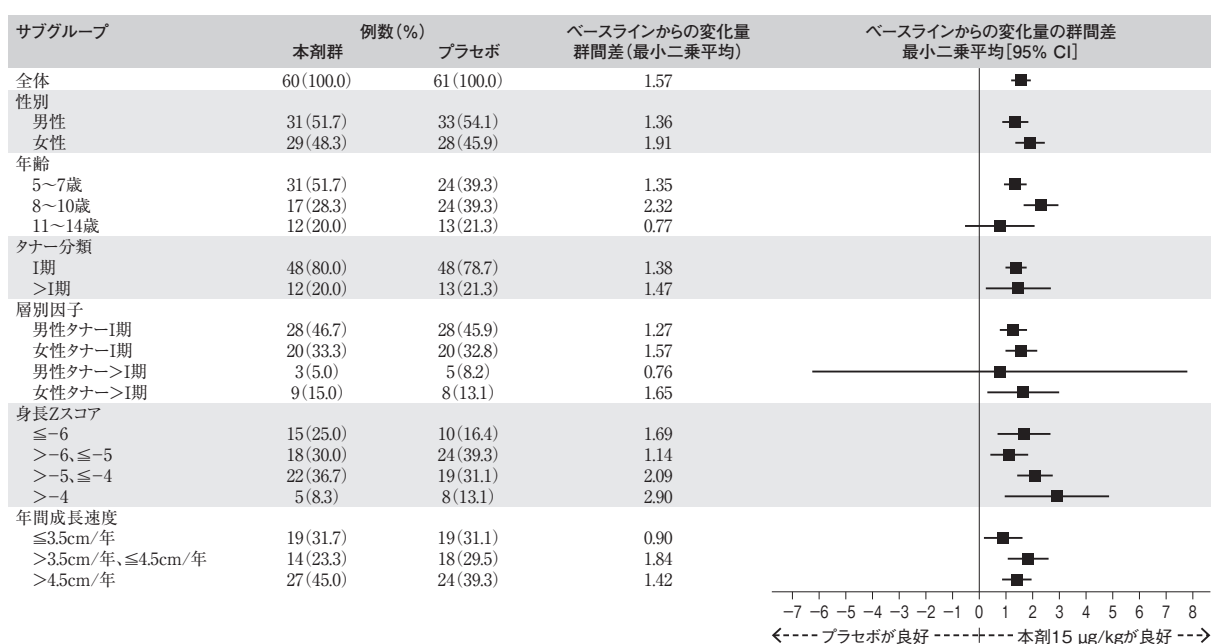 サブグループ 例数（%） ベースラインからの変化量 ベースラインからの変化量の群間差
本剤群 プラセボ 群間差（最小二乗平均） 最小二乗平均［95% CI］
全体 60（100.0） 61（100.0） 1.57
性別
男性 31（51.7） 33（54.1） 1.36
女性 29（48.3） 28（45.9） 1.91
年齢
5～7歳 31（51.7） 24（39.3） 1.35
8～10歳 17（28.3） 24（39.3） 2.32
11～14歳 12（20.0） 13（21.3） 0.77
タナー分類
I期 48（80.0） 48（78.7） 1.38
＞I期 12（20.0） 13（21.3） 1.47
層別因子
男性タナーI期 28（46.7） 28（45.9） 1.27
女性タナーI期 20（33.3） 20（32.8） 1.57
男性タナー＞I期 3（5.0） 5（8.2） 0.76
女性タナー＞I期 9（15.0） 8（13.1） 1.65
身長Zスコア
≦−6 15（25.0） 10（16.4） 1.69
＞−6、≦−5 18（30.0） 24（39.3） 1.14
＞−5、≦−4 22（36.7） 19（31.1） 2.09
＞−4 5（8.3） 8（13.1） 2.90
年間成長速度
≦3.5cm/年 19（31.7） 19（31.1） 0.90
＞3.5cm/年、≦4.5cm/年 14（23.3） 18（29.5） 1.84
＞4.5cm/年 27（45.0） 24（39.3） 1.42
−7 −6 −5 −4 −3 −2 −1 0 1 2 3 4 5 6 7 8
プラセボが良好 本剤15 μg/kgが良好